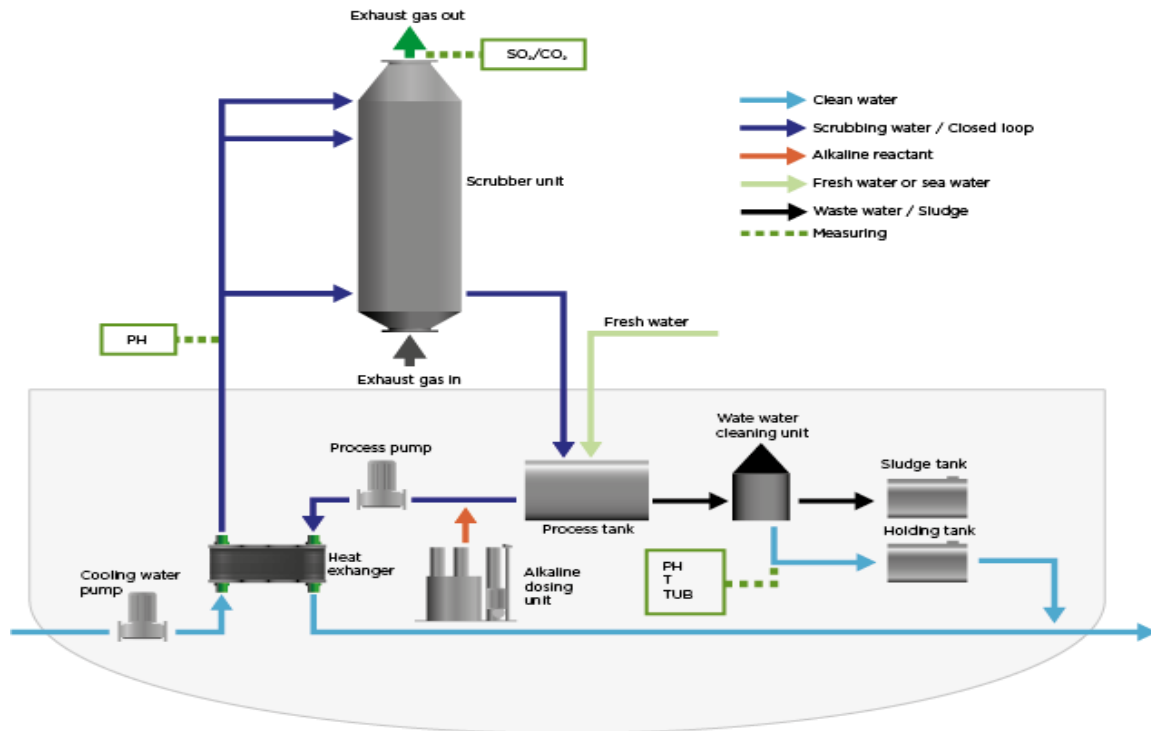 Exhaust gas out
SO₂/CO₂
Clean water
Scrubbing water / Closed loop
Alkaline reactant
Fresh water or sea water
Waste water / Sludge
Measuring
Scrubber unit
PH
Fresh water
Exhaust gas in
Process pump
Wate water
cleaning unit
Sludge tank
Process tank
Holding tank
Heat
exhanger
Cooling water
pump
Alkaline
dosing
unit
PH
T
TUB